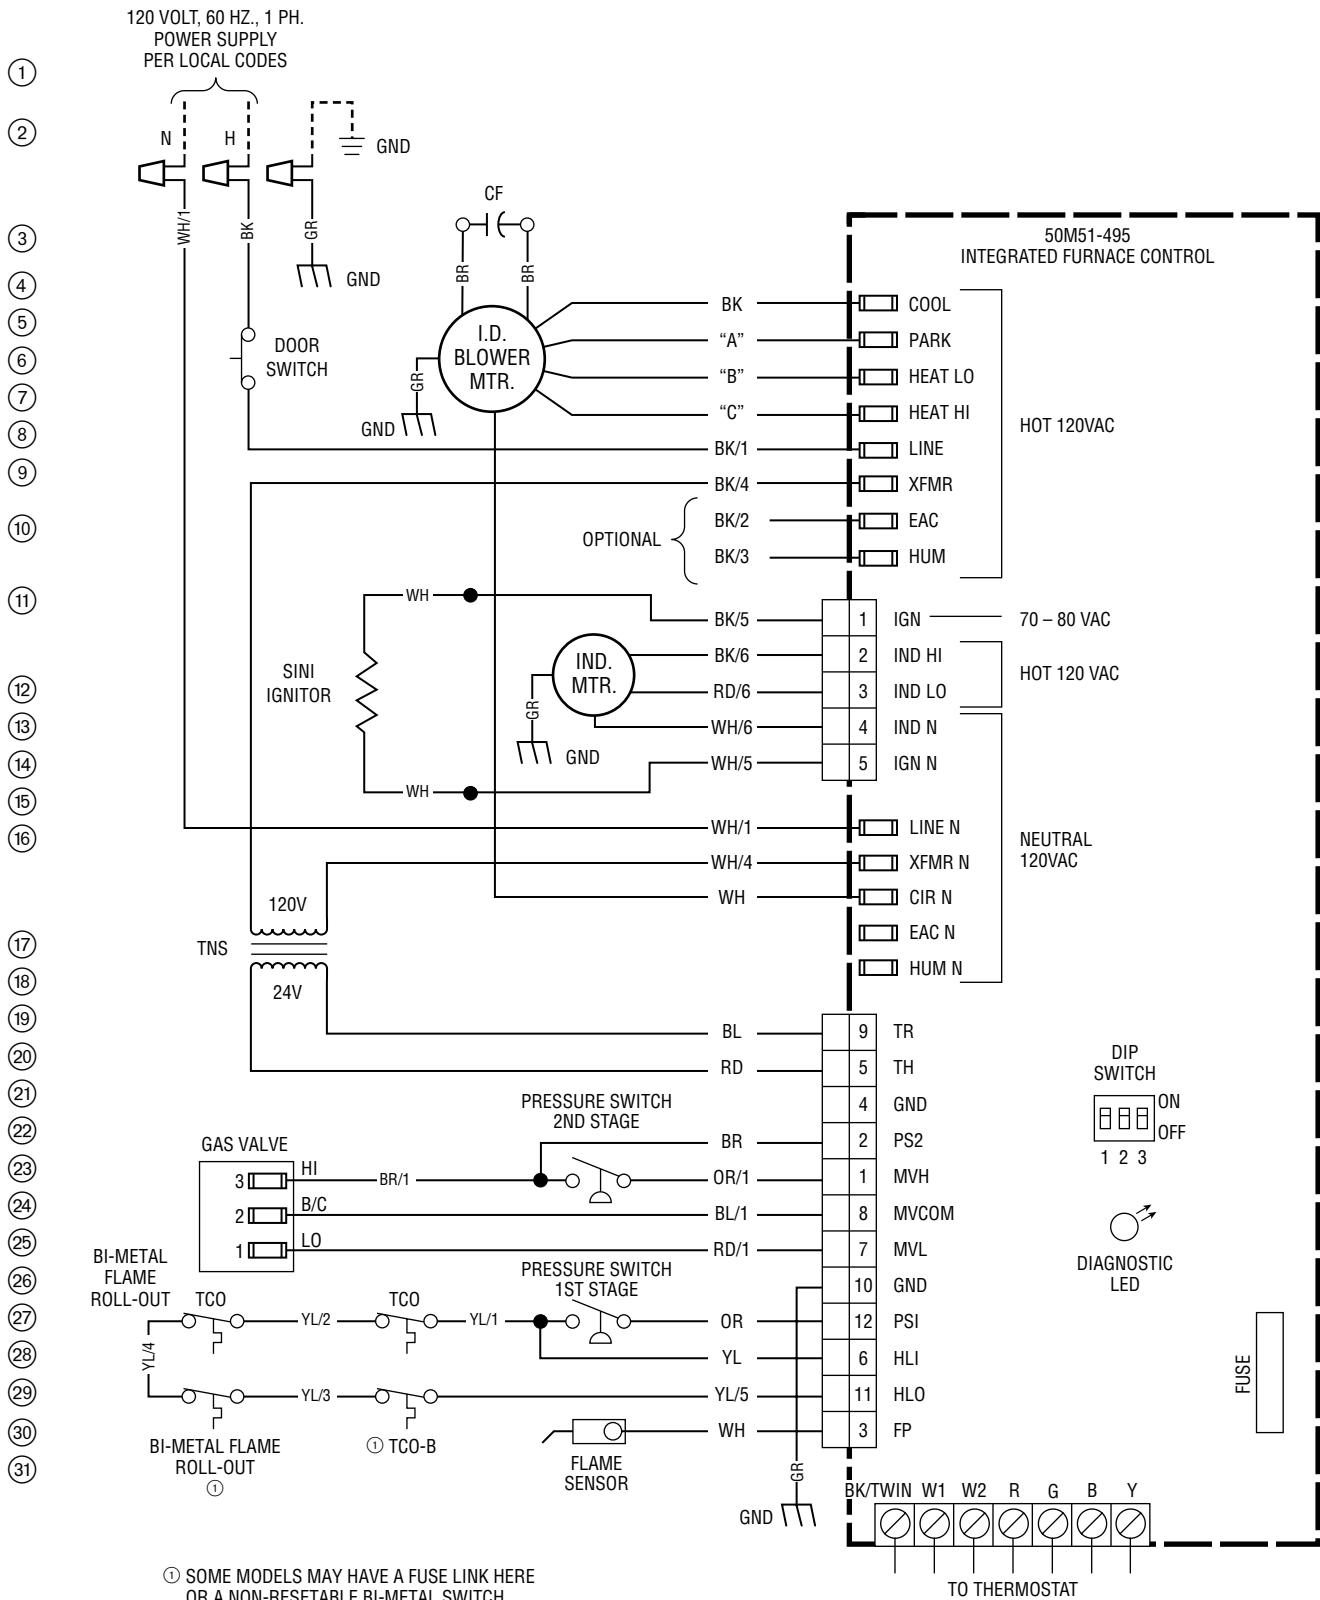 120 VOLT, 60 HZ., 1 PH.
POWER SUPPLY
PER LOCAL CODES
①
②
③
④
⑤
⑥
⑦
⑧
⑨
⑩
⑪
⑫
⑬
⑭
⑮
⑯
⑰
⑱
⑲
⑳
㉑
㉒
㉓
㉔
㉕
㉖
㉗
㉘
㉙
㉚
㉛
N
H
GND
WH/1
BK
GR
GND
DOOR
SWITCH
CF
BR
BR
I.D.
BLOWER
MTR.
GR
GND
50M51-495
INTEGRATED FURNACE CONTROL
BK COOL
“A” PARK
“B” HEAT LO
“C” HEAT HI
BK/1 LINE
BK/4 XFMR
BK/2 EAC
BK/3 HUM
OPTIONAL
HOT 120VAC
WH
SINI
IGNITOR
WH
IND.
MTR.
GR
GND
BK/5 1 IGN
BK/6 2 IND HI
RD/6 3 IND LO
WH/6 4 IND N
WH/5 5 IGN N
70 – 80 VAC
HOT 120 VAC
WH/1 LINE N
WH/4 XFMR N
WH CIR N
EAC N
HUM N
NEUTRAL
120VAC
120V
TNS
24V
BL 9 TR
RD 5 TH
4 GND
BR 2 PS2
OR/1 1 MVH
BL/1 8 MVCOM
RD/1 7 MVL
10 GND
OR 12 PSI
YL 6 HLI
YL/5 11 HLO
WH 3 FP
PRESSURE SWITCH
2ND STAGE
GAS VALVE
3 HI BR/1
2 B/C
1 LO
PRESSURE SWITCH
1ST STAGE
BI-METAL
FLAME
ROLL-OUT
TCO
YL/2
TCO
YL/1
YL/4
YL/3
BI-METAL FLAME
ROLL-OUT
①
① TCO-B
FLAME
SENSOR
GR
GND
DIP
SWITCH
ON
OFF
1 2 3
DIAGNOSTIC
LED
FUSE
BK/TWIN W1 W2 R G B Y
TO THERMOSTAT
① SOME MODELS MAY HAVE A FUSE LINK HERE
OR A NON-RESETABLE BI-METAL SWITCH